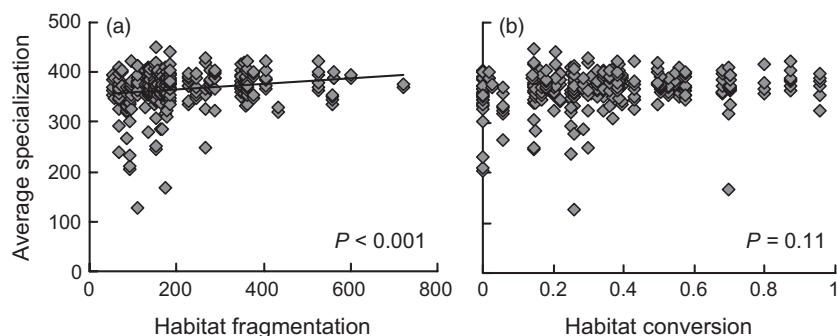 (a)
(b)
500
400
300
200
100
0
Average specialization
P < 0.001
P = 0.11
0 200 400 600 800
0 0.2 0.4 0.6 0.8 1
Habitat fragmentation
Habitat conversion